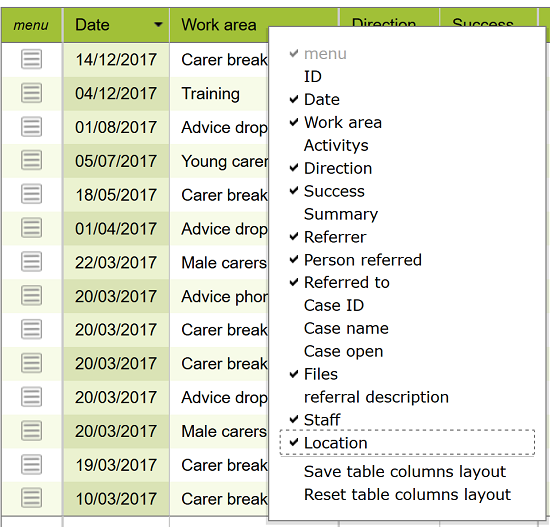 menu Date Work area Direction Success
14/12/2017 Carer break
04/12/2017 Training
01/08/2017 Advice drop
05/07/2017 Young carer
18/05/2017 Carer break
01/04/2017 Advice drop
22/03/2017 Male carers
20/03/2017 Advice phon
20/03/2017 Carer break
20/03/2017 Carer break
20/03/2017 Advice drop
20/03/2017 Male carers
19/03/2017 Carer break
10/03/2017 Carer break
menu
ID
Date
Work area
Activitys
Direction
Success
Summary
Referrer
Person referred
Referred to
Case ID
Case name
Case open
Files
referral description
Staff
Location
Save table columns layout
Reset table columns layout